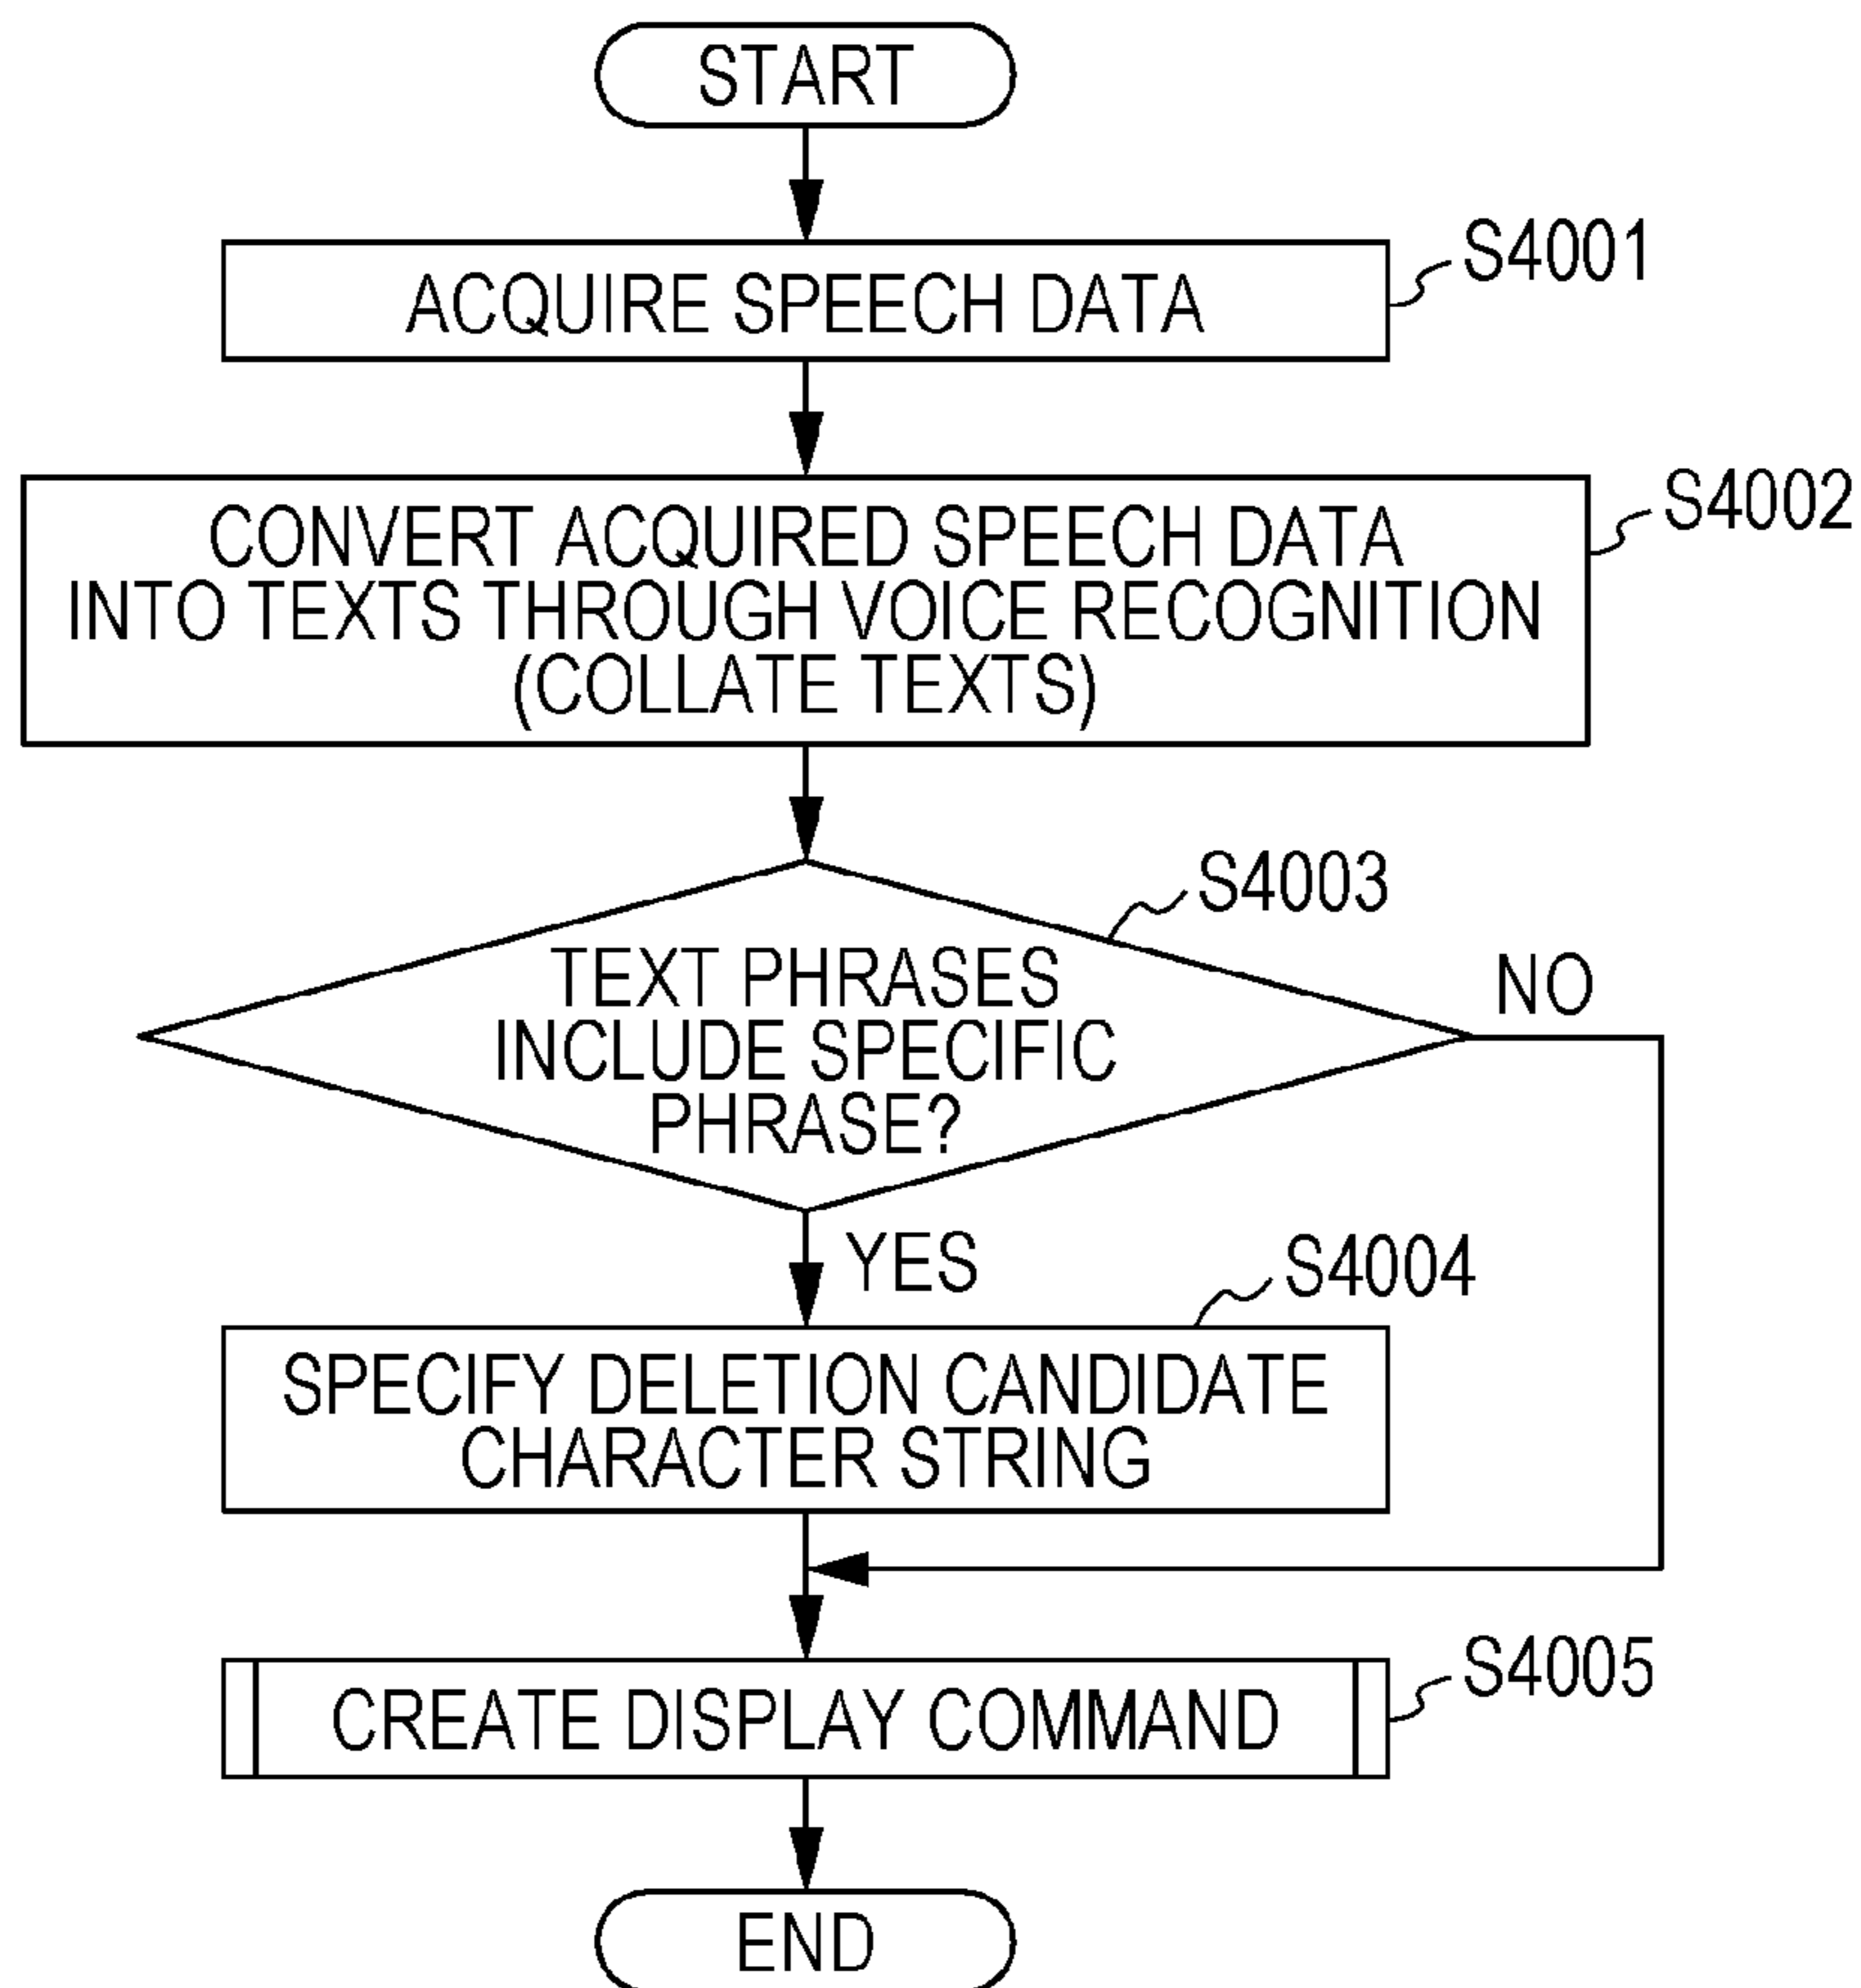 START
ACQUIRE SPEECH DATA
S4001
CONVERT ACQUIRED SPEECH DATA
INTO TEXTS THROUGH VOICE RECOGNITION
(COLLATE TEXTS)
S4002
TEXT PHRASES
INCLUDE SPECIFIC
PHRASE?
S4003
NO
YES
SPECIFY DELETION CANDIDATE
CHARACTER STRING
S4004
CREATE DISPLAY COMMAND
S4005
END